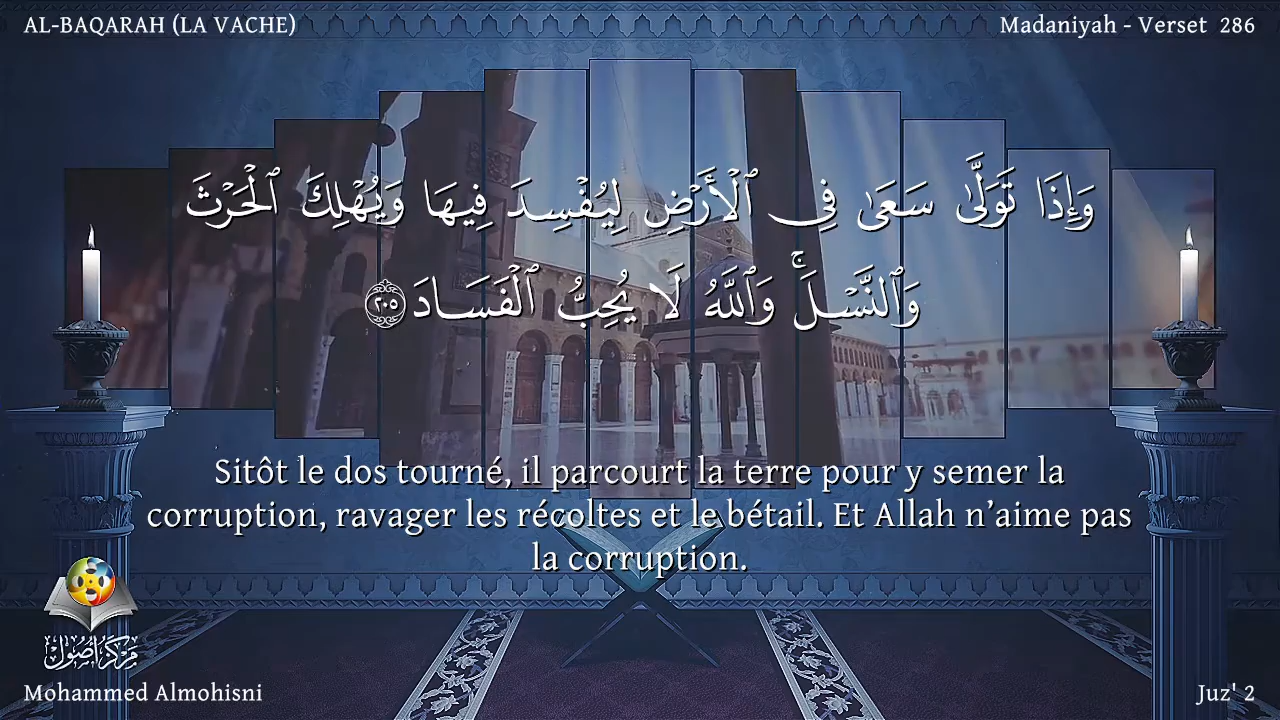 AL-BAQARAH (LA VACHE)
Madaniyah - Verset 286
وَإِذَا تَوَلَّىٰ سَعَىٰ فِي ٱلْأَرْضِ لِيُفْسِدَ فِيهَا وَيُهْلِكَ ٱلْحَرْثَ
وَٱلنَّسْلَۚ وَٱللَّهُ لَا يُحِبُّ ٱلْفَسَادَ ٢٠٥
Sitôt le dos tourné, il parcourt la terre pour y semer la
corruption, ravager les récoltes et le bétail. Et Allah n’aime pas
la corruption.
مركز أصول
Mohammed Almohisni
Juz' 2